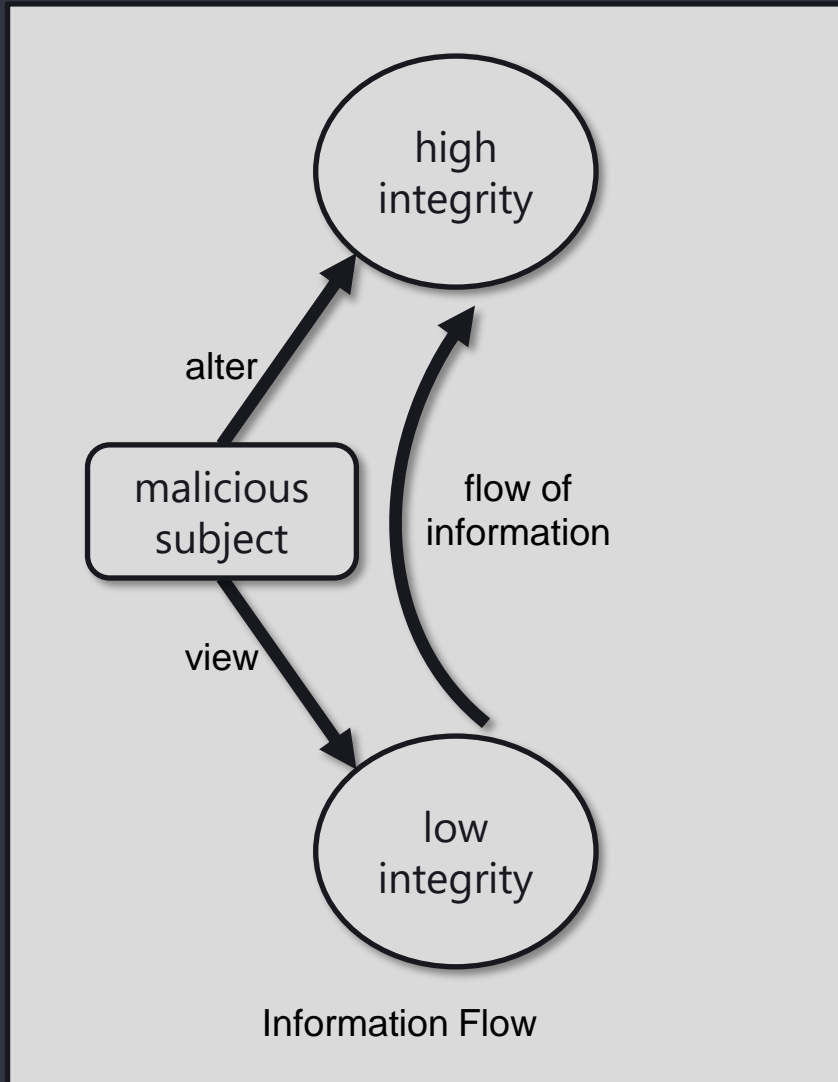 high
integrity
alter
malicious
subject
flow of
information
view
low
integrity
Information Flow